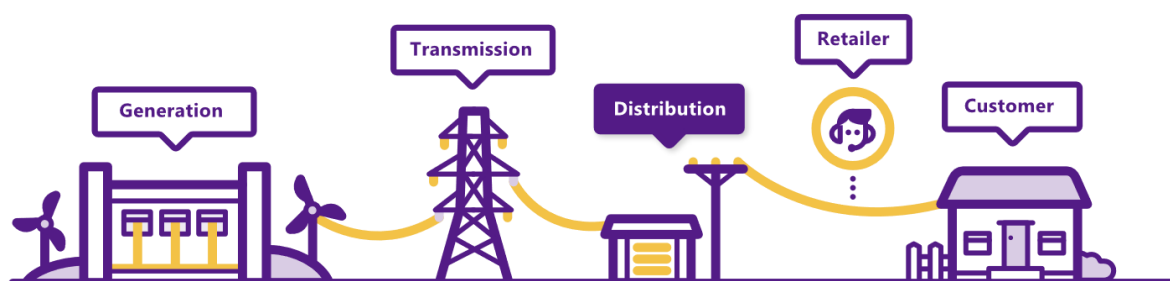 Generation
Transmission
Distribution
Retailer
Customer